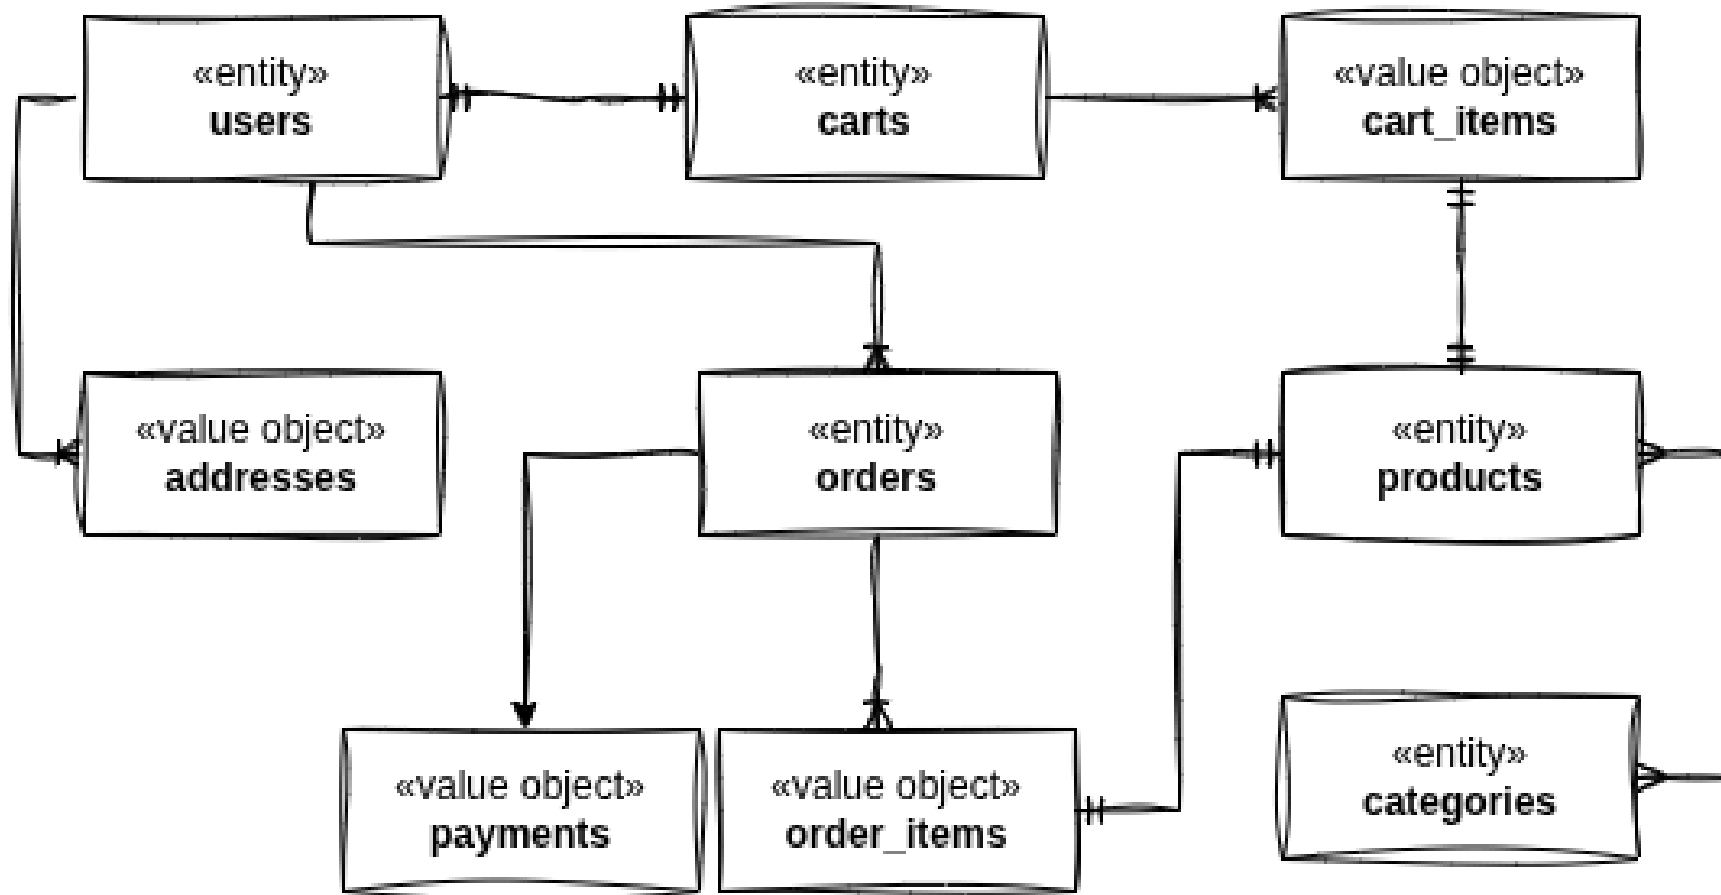 «entity»
users
«entity»
carts
«value object»
cart_items
«value object»
addresses
«entity»
orders
«entity»
products
«value object»
payments
«value object»
order_items
«entity»
categories